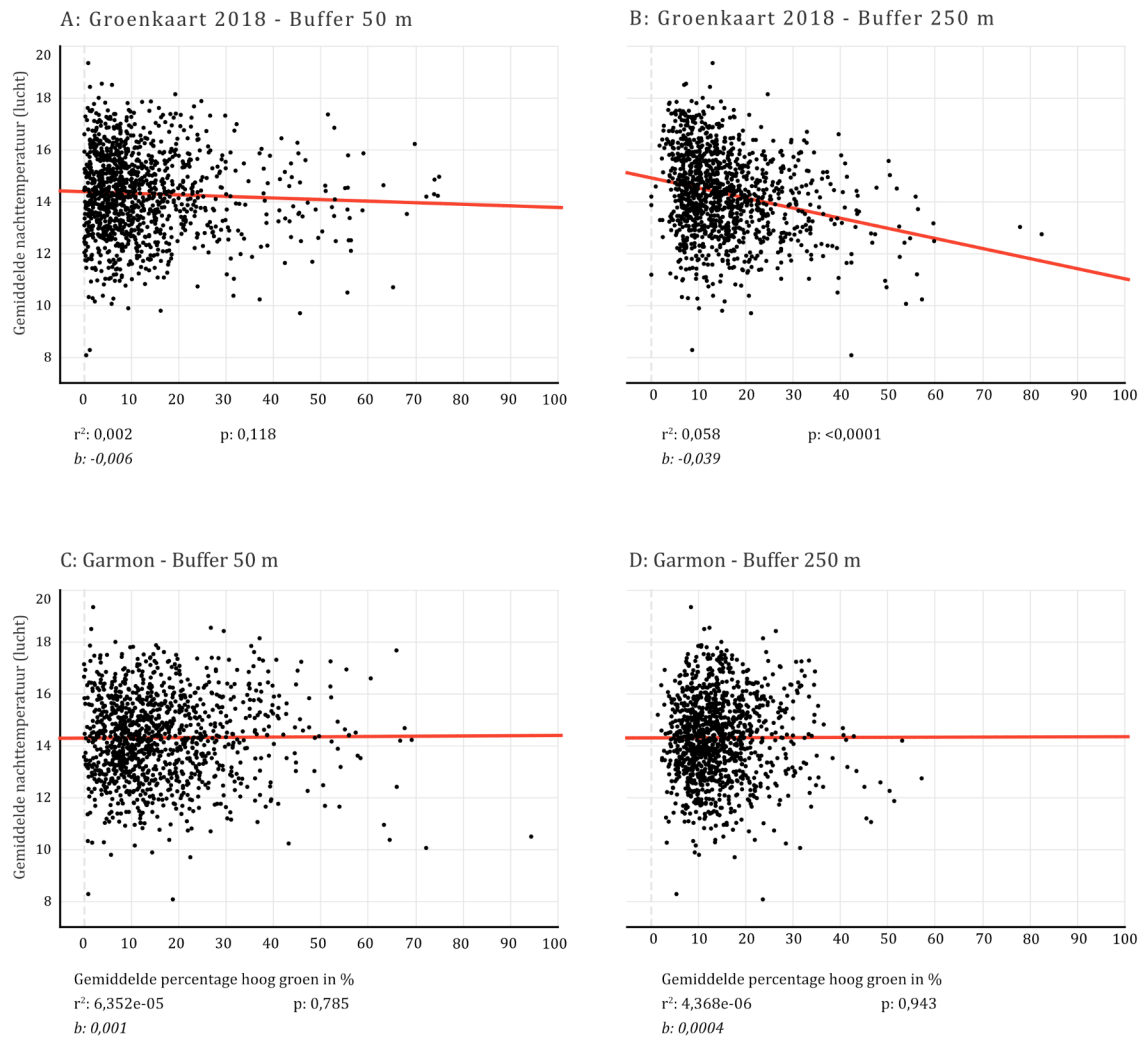 A: Groenkaart 2018 - Buffer 50 m
Gemiddelde nachttemperatuur (lucht)
20
18
16
14
12
10
8
0 10 20 30 40 50 60 70 80 90 100
r²: 0,002 p: 0,118
b: -0,006
B: Groenkaart 2018 - Buffer 250 m
0 10 20 30 40 50 60 70 80 90 100
r²: 0,058 p: <0,0001
b: -0,039
C: Garmon - Buffer 50 m
Gemiddelde nachttemperatuur (lucht)
20
18
16
14
12
10
8
0 10 20 30 40 50 60 70 80 90 100
Gemiddelde percentage hoog groen in %
r²: 6,352e-05 p: 0,785
b: 0,001
D: Garmon - Buffer 250 m
0 10 20 30 40 50 60 70 80 90 100
Gemiddelde percentage hoog groen in %
r²: 4,368e-06 p: 0,943
b: 0,0004